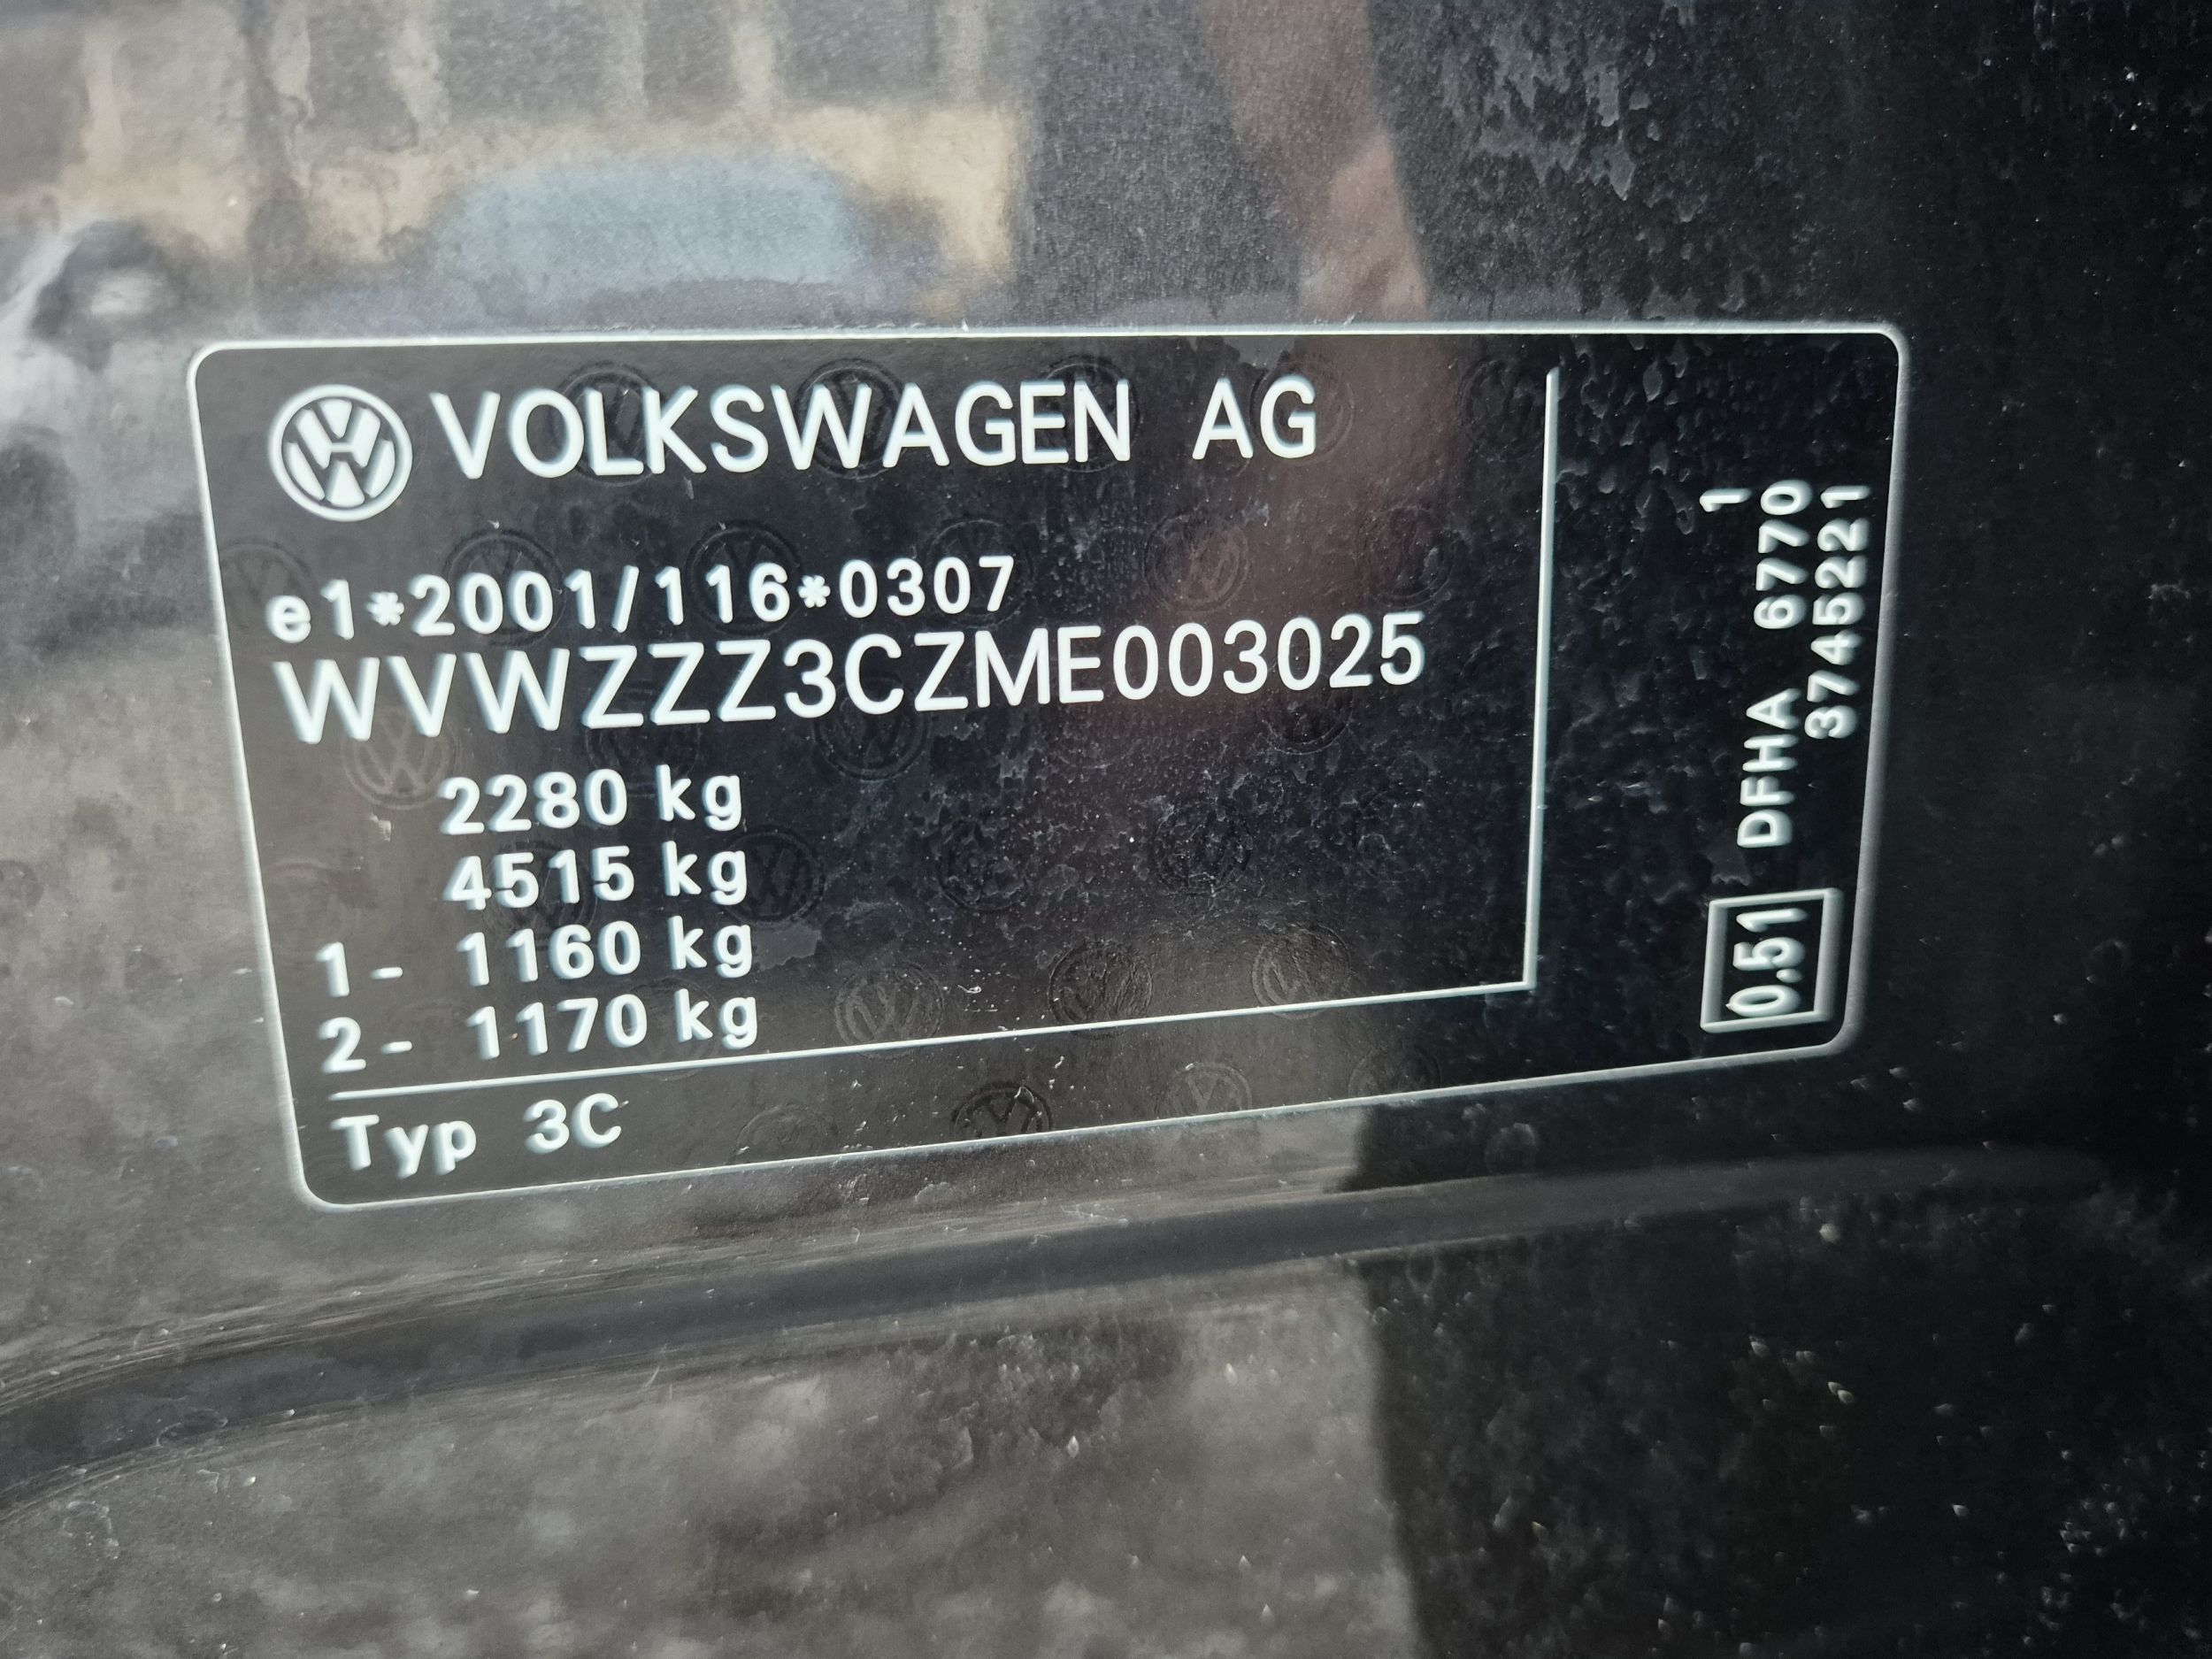 VOLKSWAGEN AG
e1*2001/116*0307
WVWZZZ3CZME003025
2280 kg
4515 kg
1- 1160 kg
2- 1170 kg
Typ 3C
1
0.51 DFHA 6770
3745221